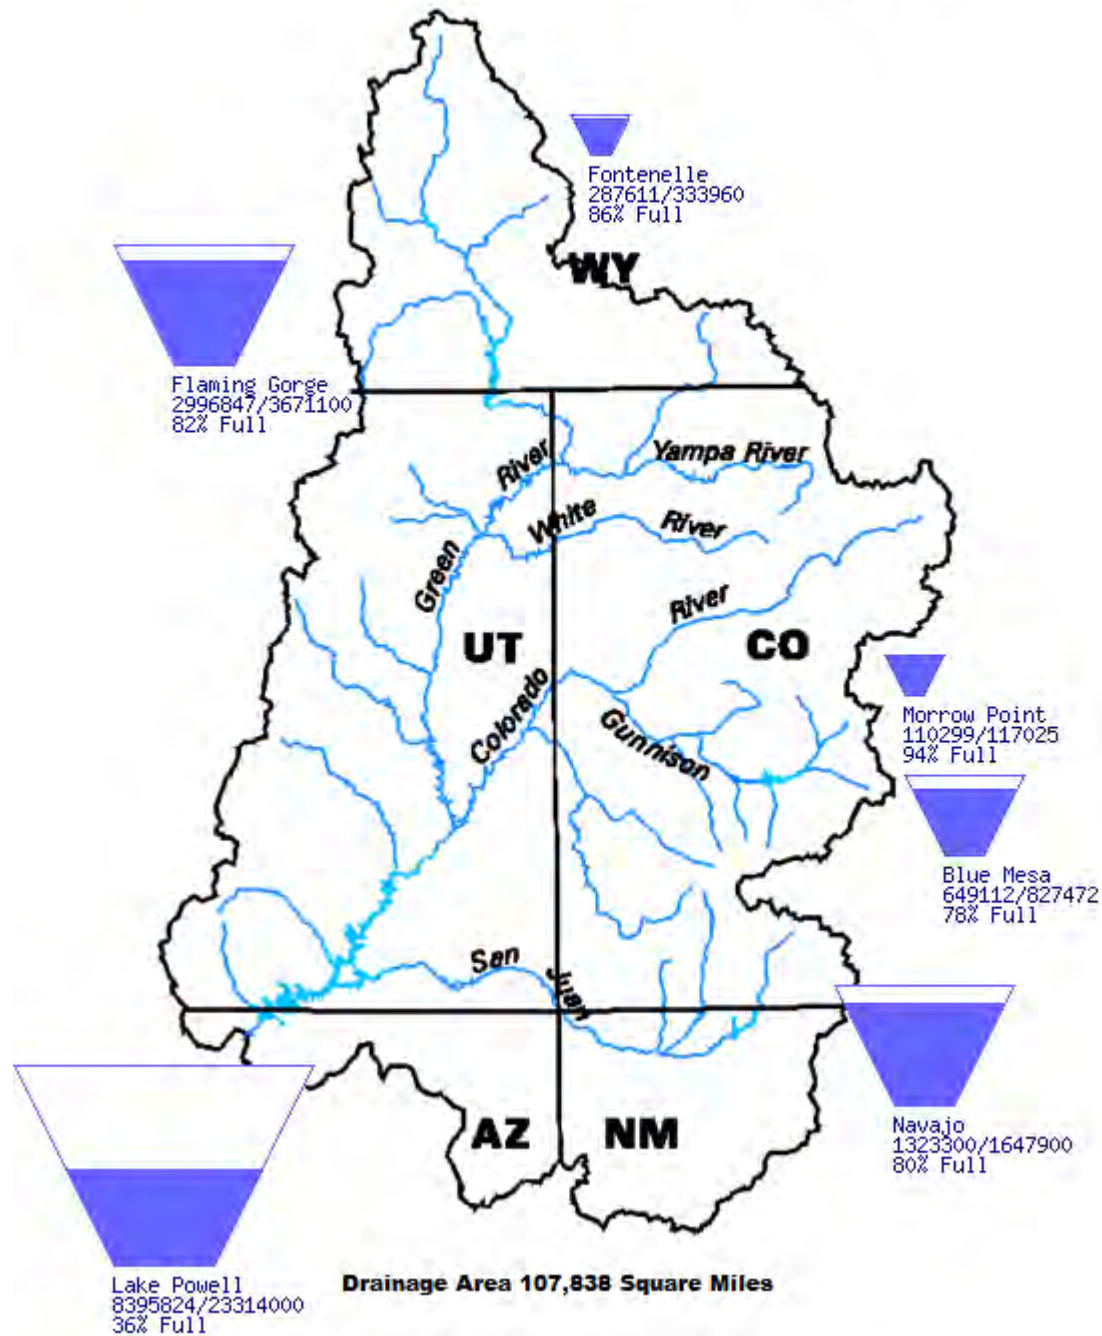 Fontenelle
287611/333960
86% Full
WY
Flaming Gorge
2996847/3671100
82% Full
Yampa River
River
White
River
Green
River
UT
CO
Colorado
Gunnison
Morrow Point
110299/117025
94% Full
Blue Mesa
649112/827472
78% Full
San
Juan
AZ
NM
Navajo
1323300/1647900
80% Full
Lake Powell
8395824/23314000
36% Full
Drainage Area 107,838 Square Miles